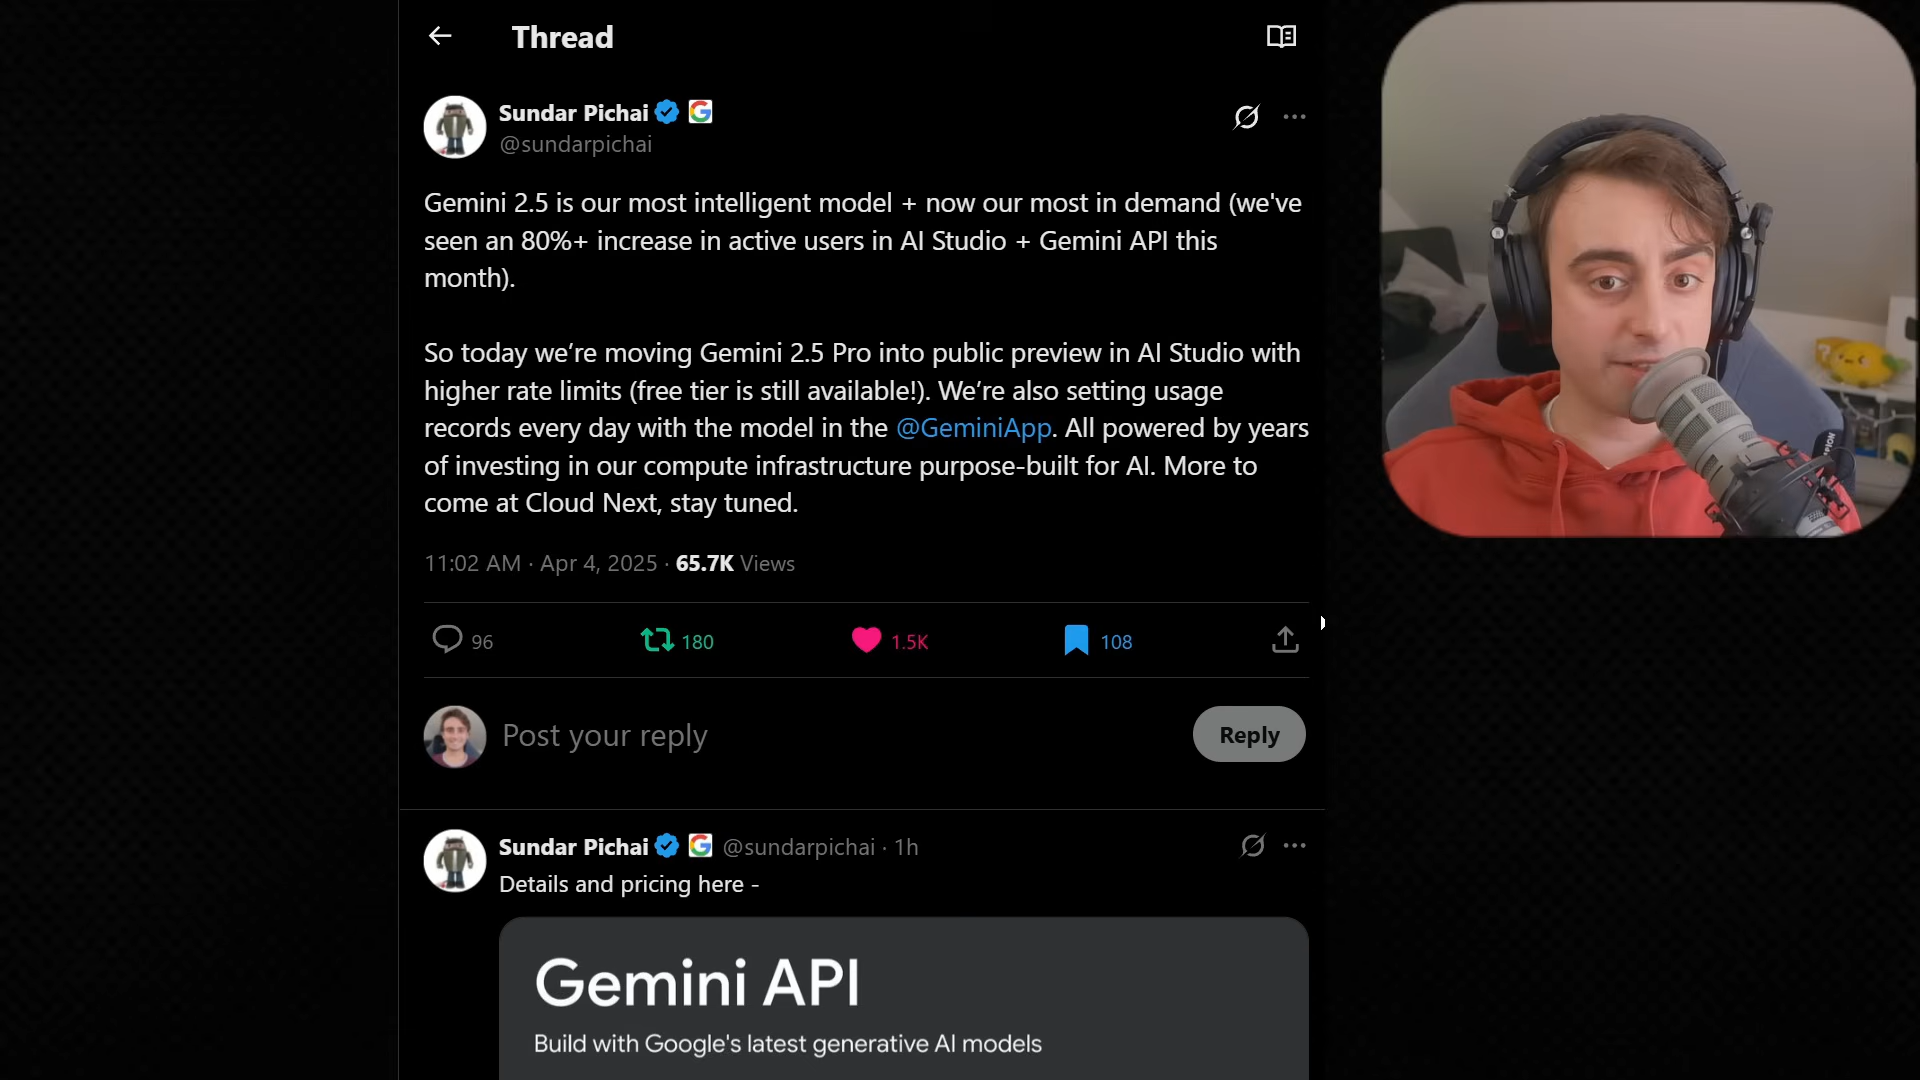 Thread
Sundar Pichai
@sundarpichai
Gemini 2.5 is our most intelligent model + now our most in demand (we've
seen an 80%+ increase in active users in AI Studio + Gemini API this
month).
So today we’re moving Gemini 2.5 Pro into public preview in AI Studio with
higher rate limits (free tier is still available!). We’re also setting usage
records every day with the model in the @GeminiApp. All powered by years
of investing in our compute infrastructure purpose-built for AI. More to
come at Cloud Next, stay tuned.
11:02 AM · Apr 4, 2025 · 65.7K Views
96 180 1.5K 108
Post your reply
Reply
Sundar Pichai @sundarpichai · 1h
Details and pricing here -
Gemini API
Build with Google's latest generative AI models